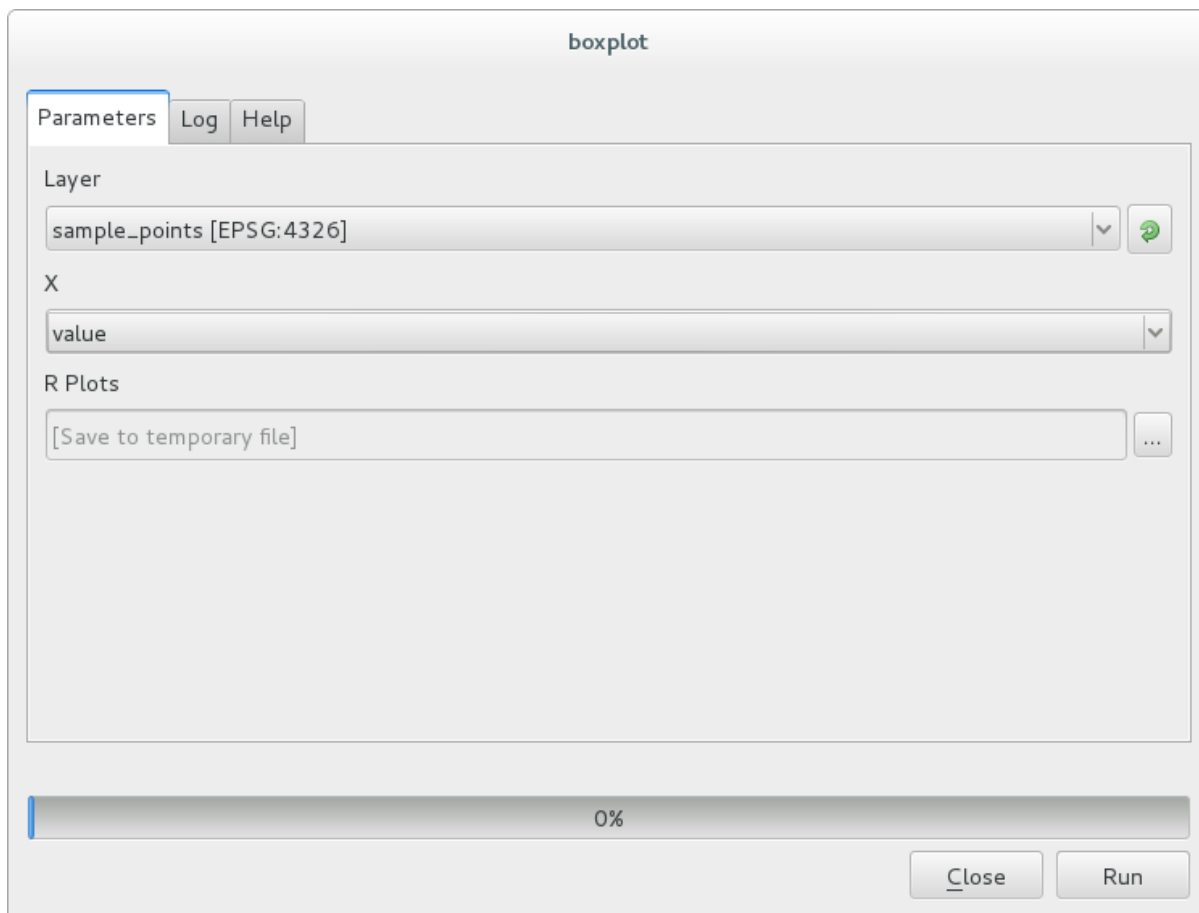 boxplot
Parameters Log Help
Layer
sample_points [EPSG:4326]
X
value
R Plots
[Save to temporary file] ...
0%
Close Run